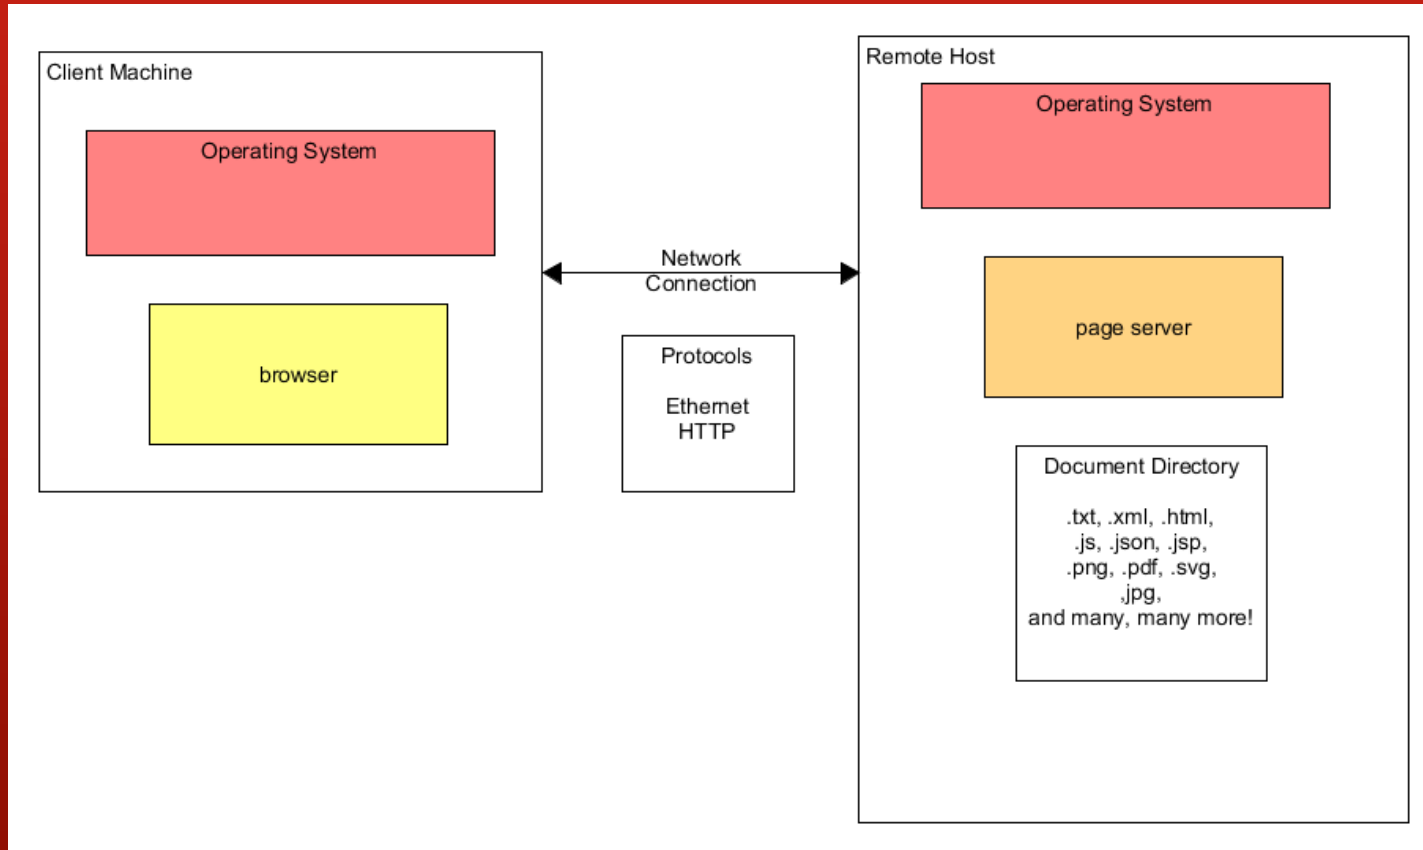 Client Machine
Operating System
browser
Network
Connection
Protocols
Ethernet
HTTP
Remote Host
Operating System
page server
Document Directory
.txt, .xml, .html,
.js, .json, .jsp,
.png, .pdf, .svg,
,jpg,
and many, many more!